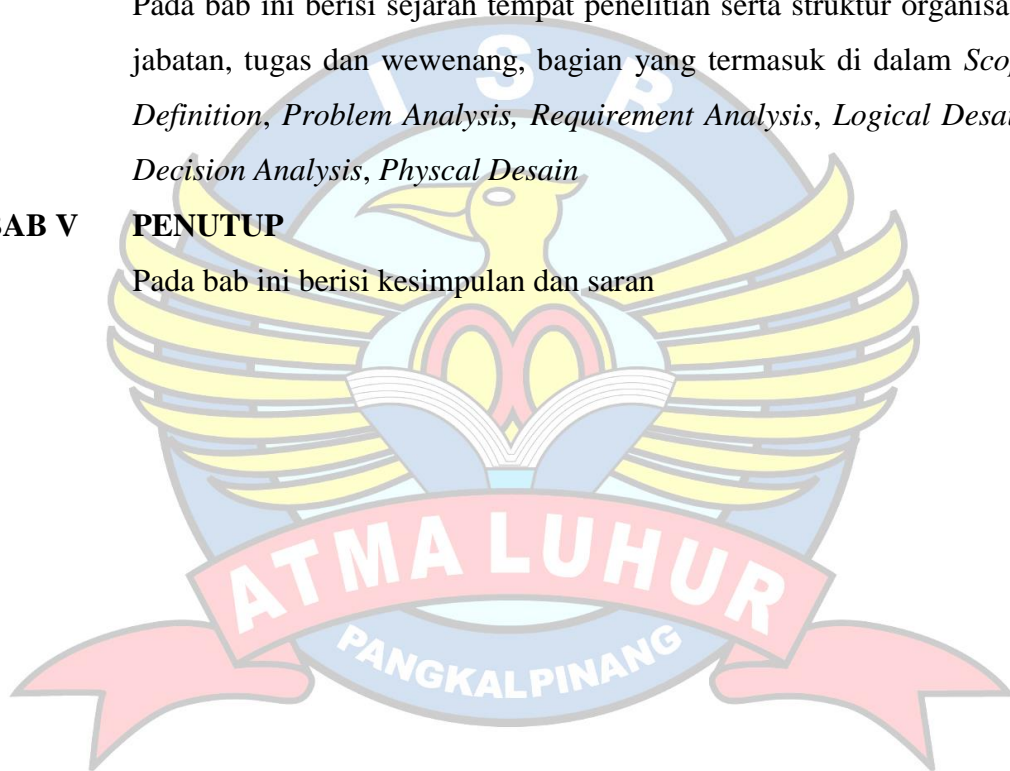 Pada bab ini berisi sejarah tempat penelitian serta struktur organisa
jabatan, tugas dan wewenang, bagian yang termasuk di dalam Scop
Definition, Problem Analysis, Requirement Analysis, Logical Desai
Decision Analysis, Physcal Desain
BAB V PENUTUP
Pada bab ini berisi kesimpulan dan saran
ISB
ATMA LUHUR
PANGKALPINANG